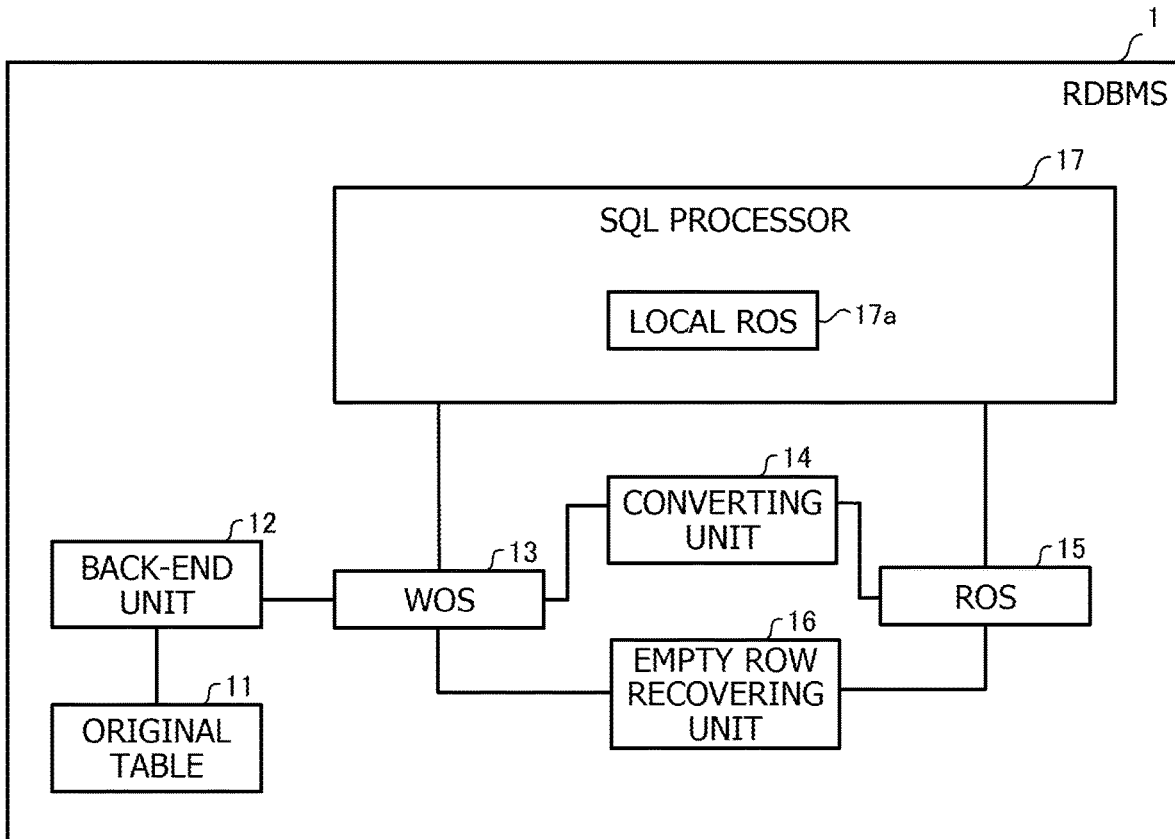 1
RDBMS
17
SQL PROCESSOR
LOCAL ROS
17a
14
CONVERTING
UNIT
12
BACK-END
UNIT
13
WOS
15
ROS
16
EMPTY ROW
RECOVERING
UNIT
11
ORIGINAL
TABLE